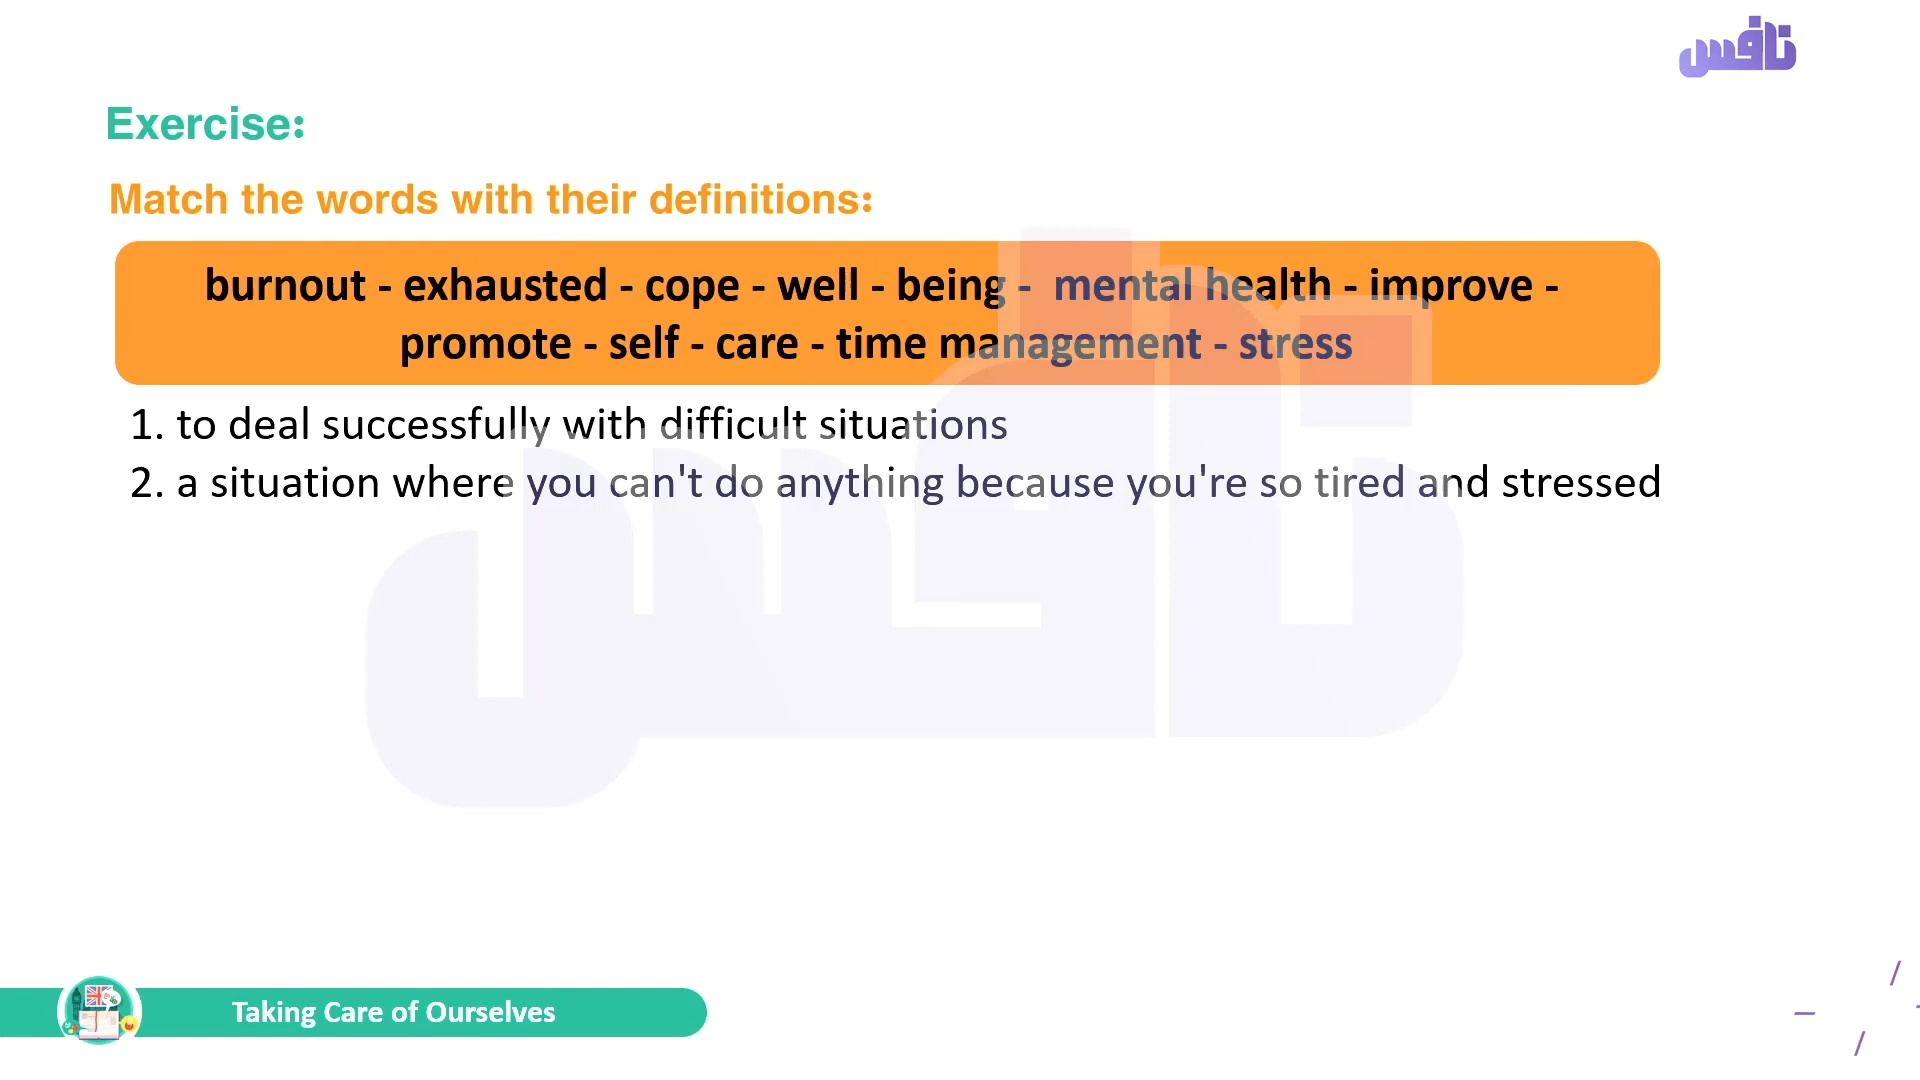 نافس
Exercise:
Match the words with their definitions:
burnout - exhausted - cope - well - being -  mental health - improve -
promote - self - care - time management - stress
1. to deal successfully with difficult situations
2. a situation where you can't do anything because you're so tired and stressed
نافس
Taking Care of Ourselves